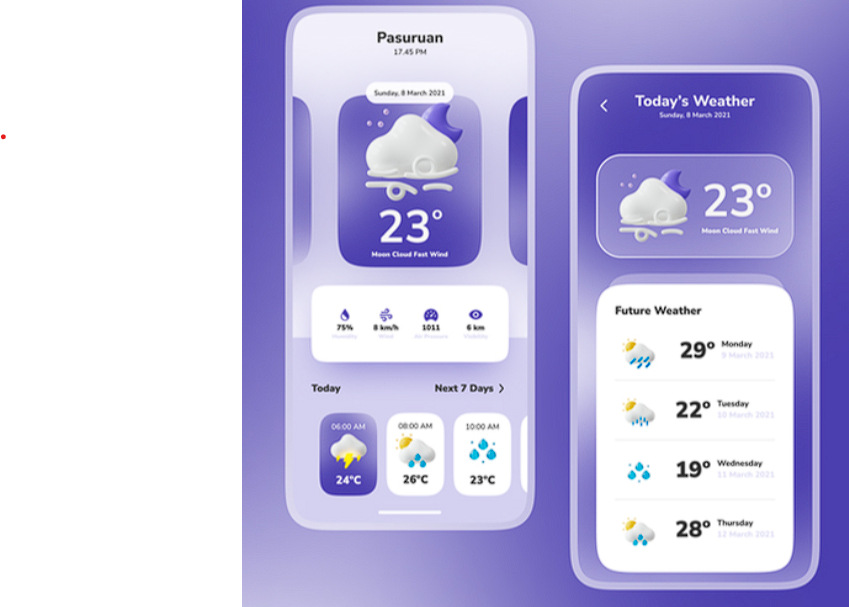 Pasuruan
17.45 PM
Sunday, 8 March 2021
23°
Moon Cloud Fast Wind
75% 8 km/h 1011 6 km
Humidity Wind Air Pressure Visibility
Today Next 7 Days >
06:00 AM 08:00 AM 10:00 AM
24°C 26°C 23°C
< Today's Weather
Sunday, 8 March 2021
23°
Moon Cloud Fast Wind
Future Weather
29° Monday
9 March 2021
22° Tuesday
10 March 2021
19° Wednesday
11 March 2021
28° Thursday
12 March 2021